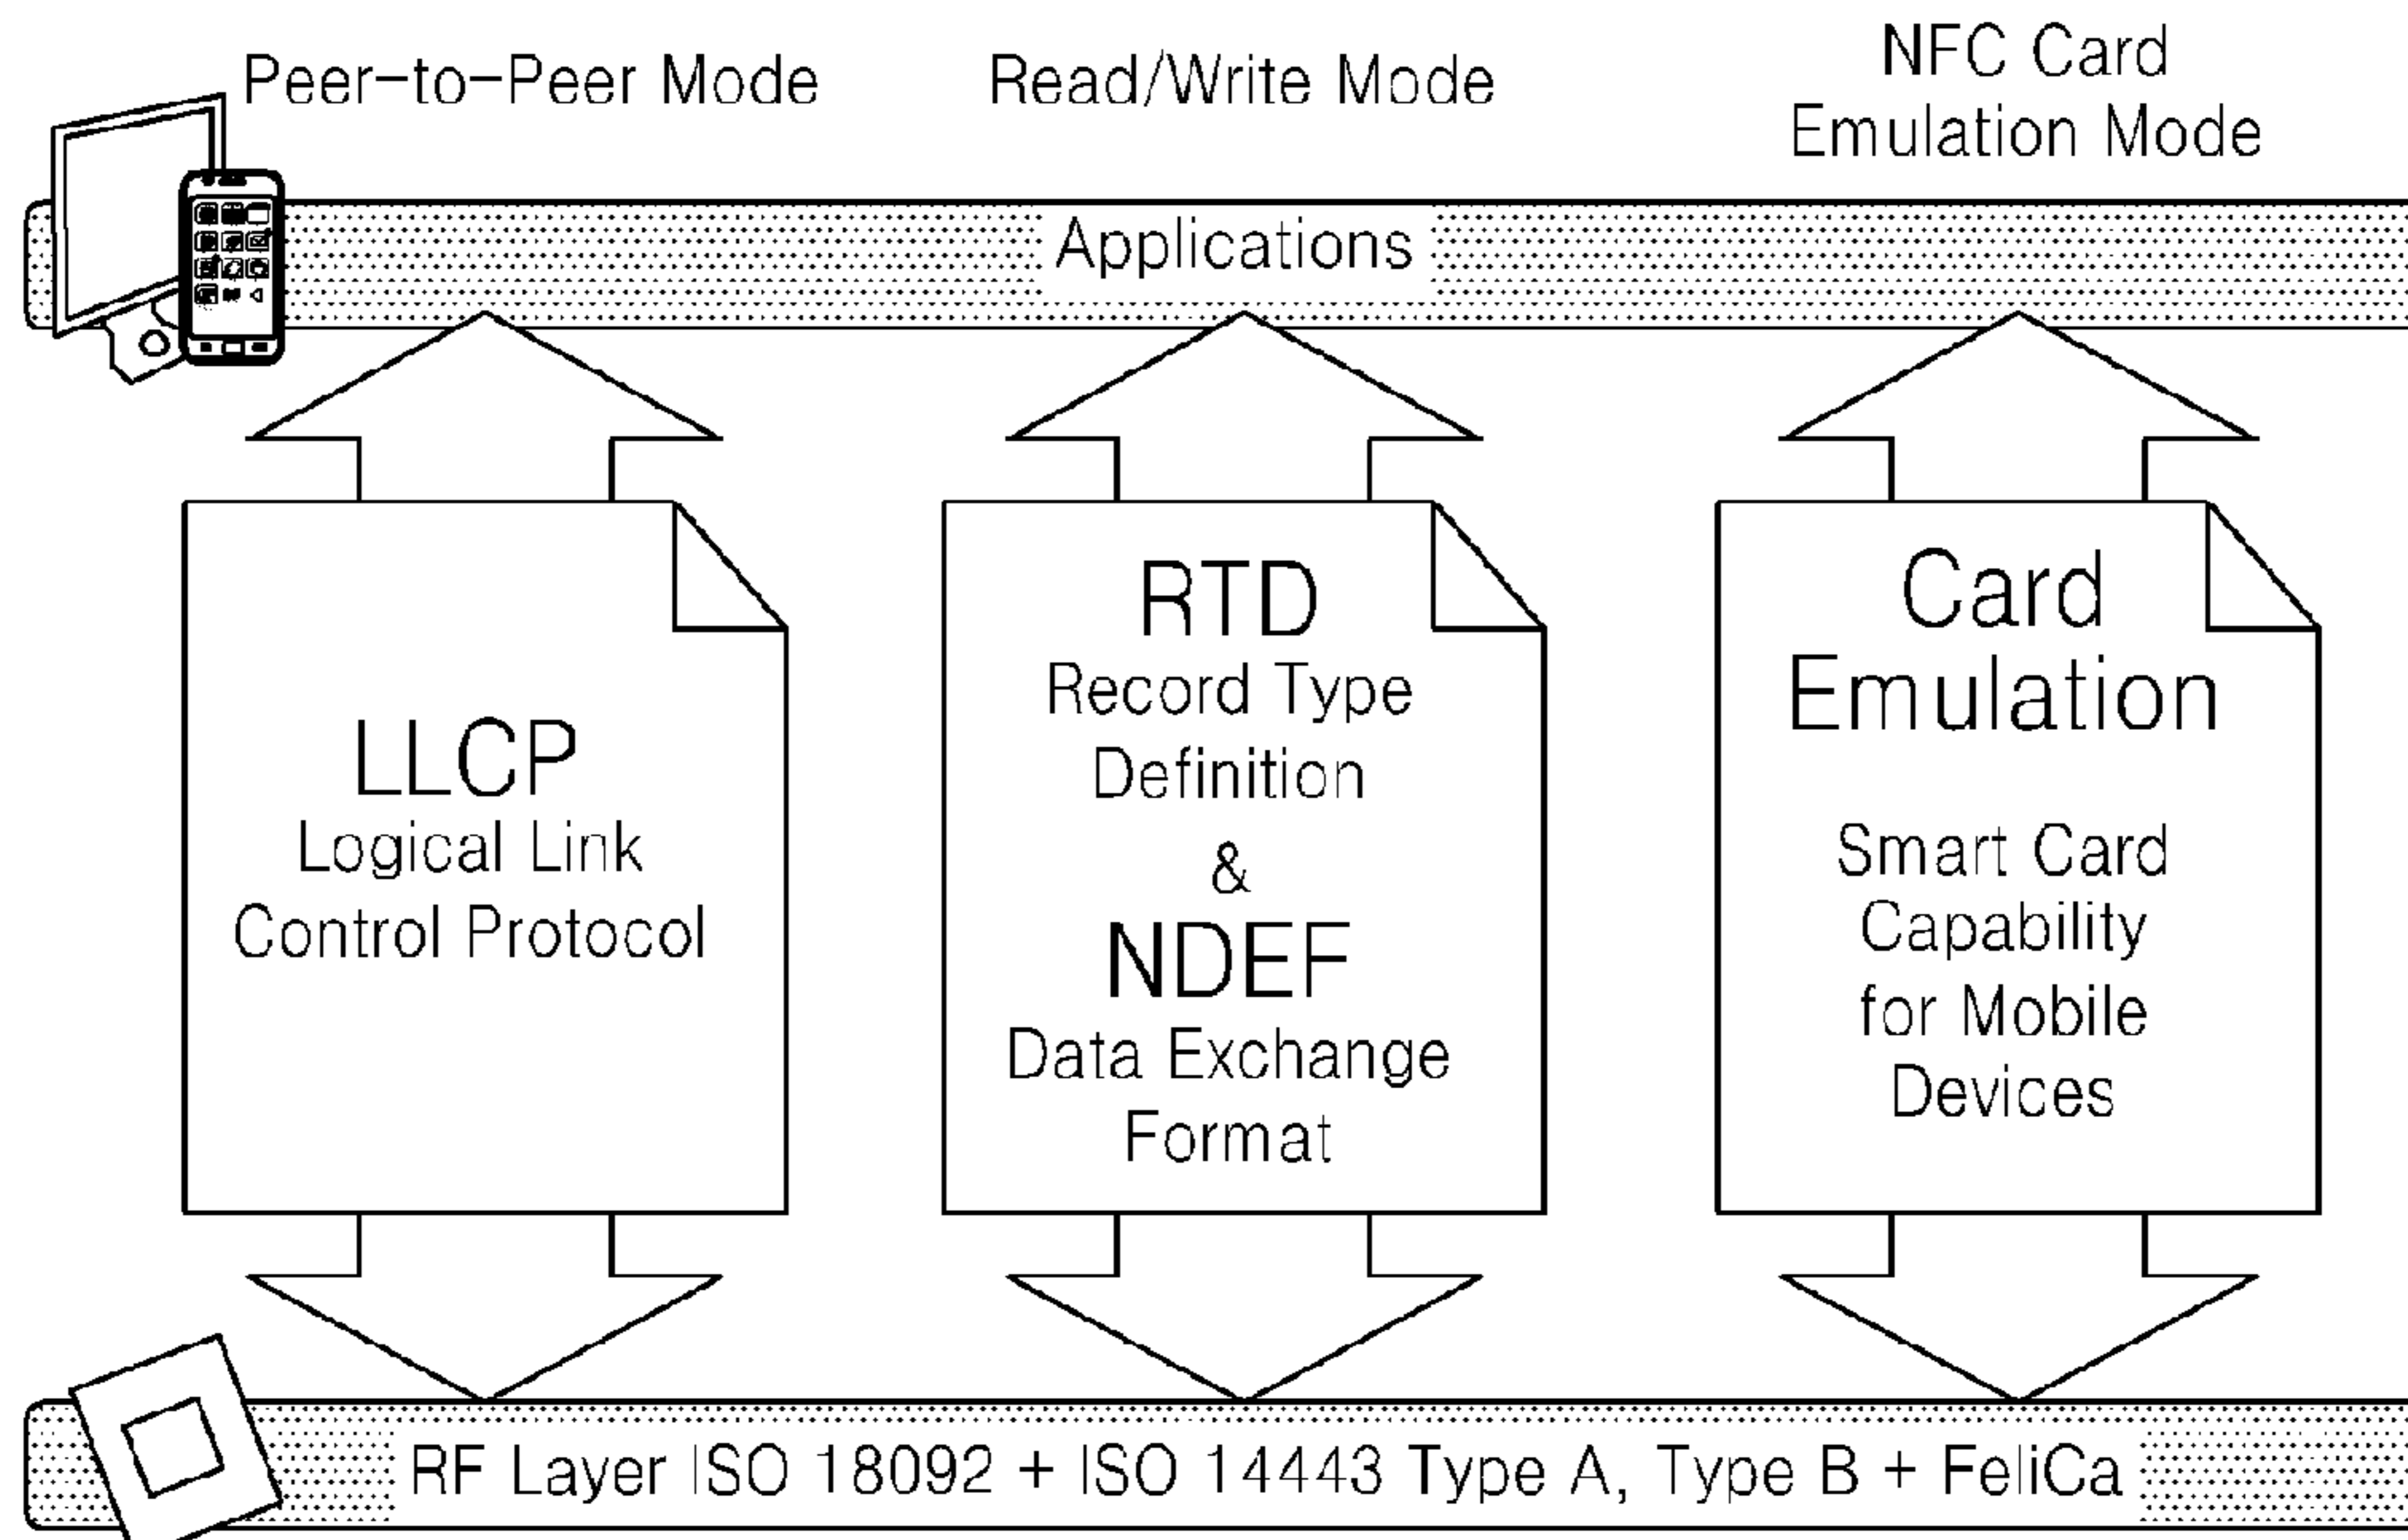 Peer-to-Peer Mode
Read/Write Mode
NFC Card
Emulation Mode
Applications
LLCP
Logical Link
Control Protocol
RTD
Record Type
Definition
&
NDEF
Data Exchange
Format
Card
Emulation
Smart Card
Capability
for Mobile
Devices
RF Layer ISO 18092 + ISO 14443 Type A, Type B + FeliCa